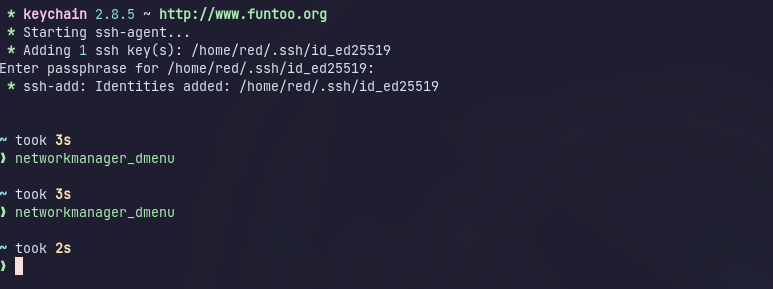 * keychain 2.8.5 ~ http://www.funtoo.org
* Starting ssh-agent...
* Adding 1 ssh key(s): /home/red/.ssh/id_ed25519
Enter passphrase for /home/red/.ssh/id_ed25519:
* ssh-add: Identities added: /home/red/.ssh/id_ed25519
~ took 3s
❯ networkmanager_dmenu
~ took 3s
❯ networkmanager_dmenu
~ took 2s
❯